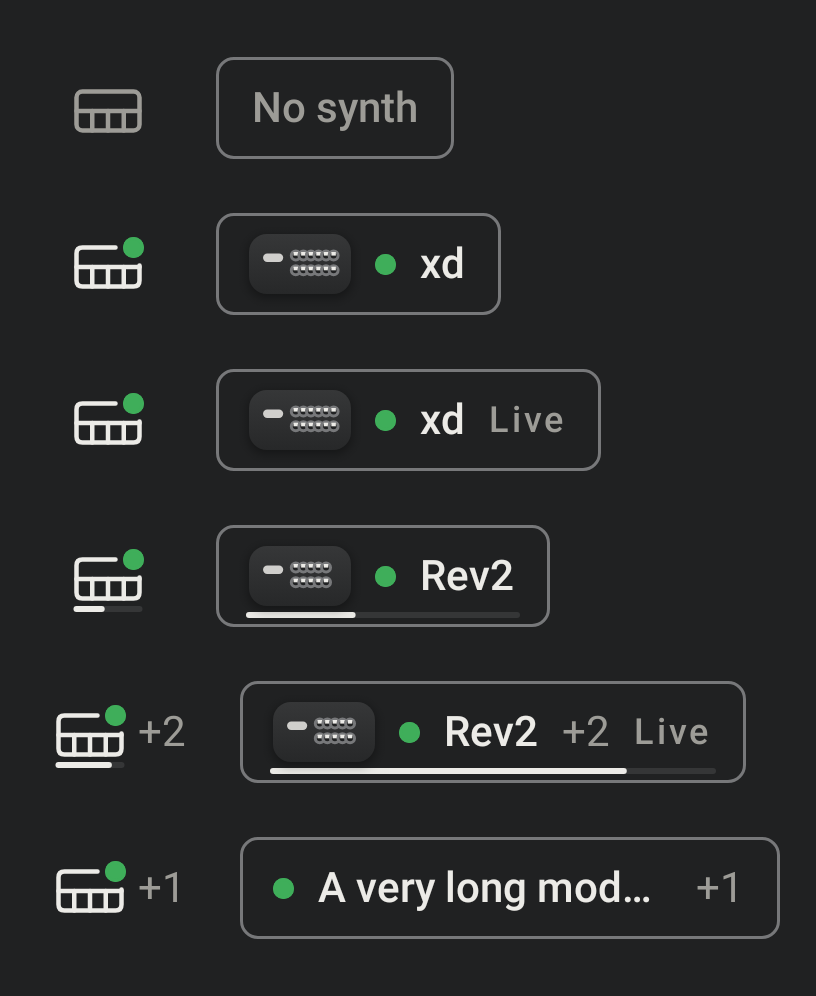 No synth
xd
xd Live
Rev2
+2 Rev2 +2 Live
+1 A very long mod… +1